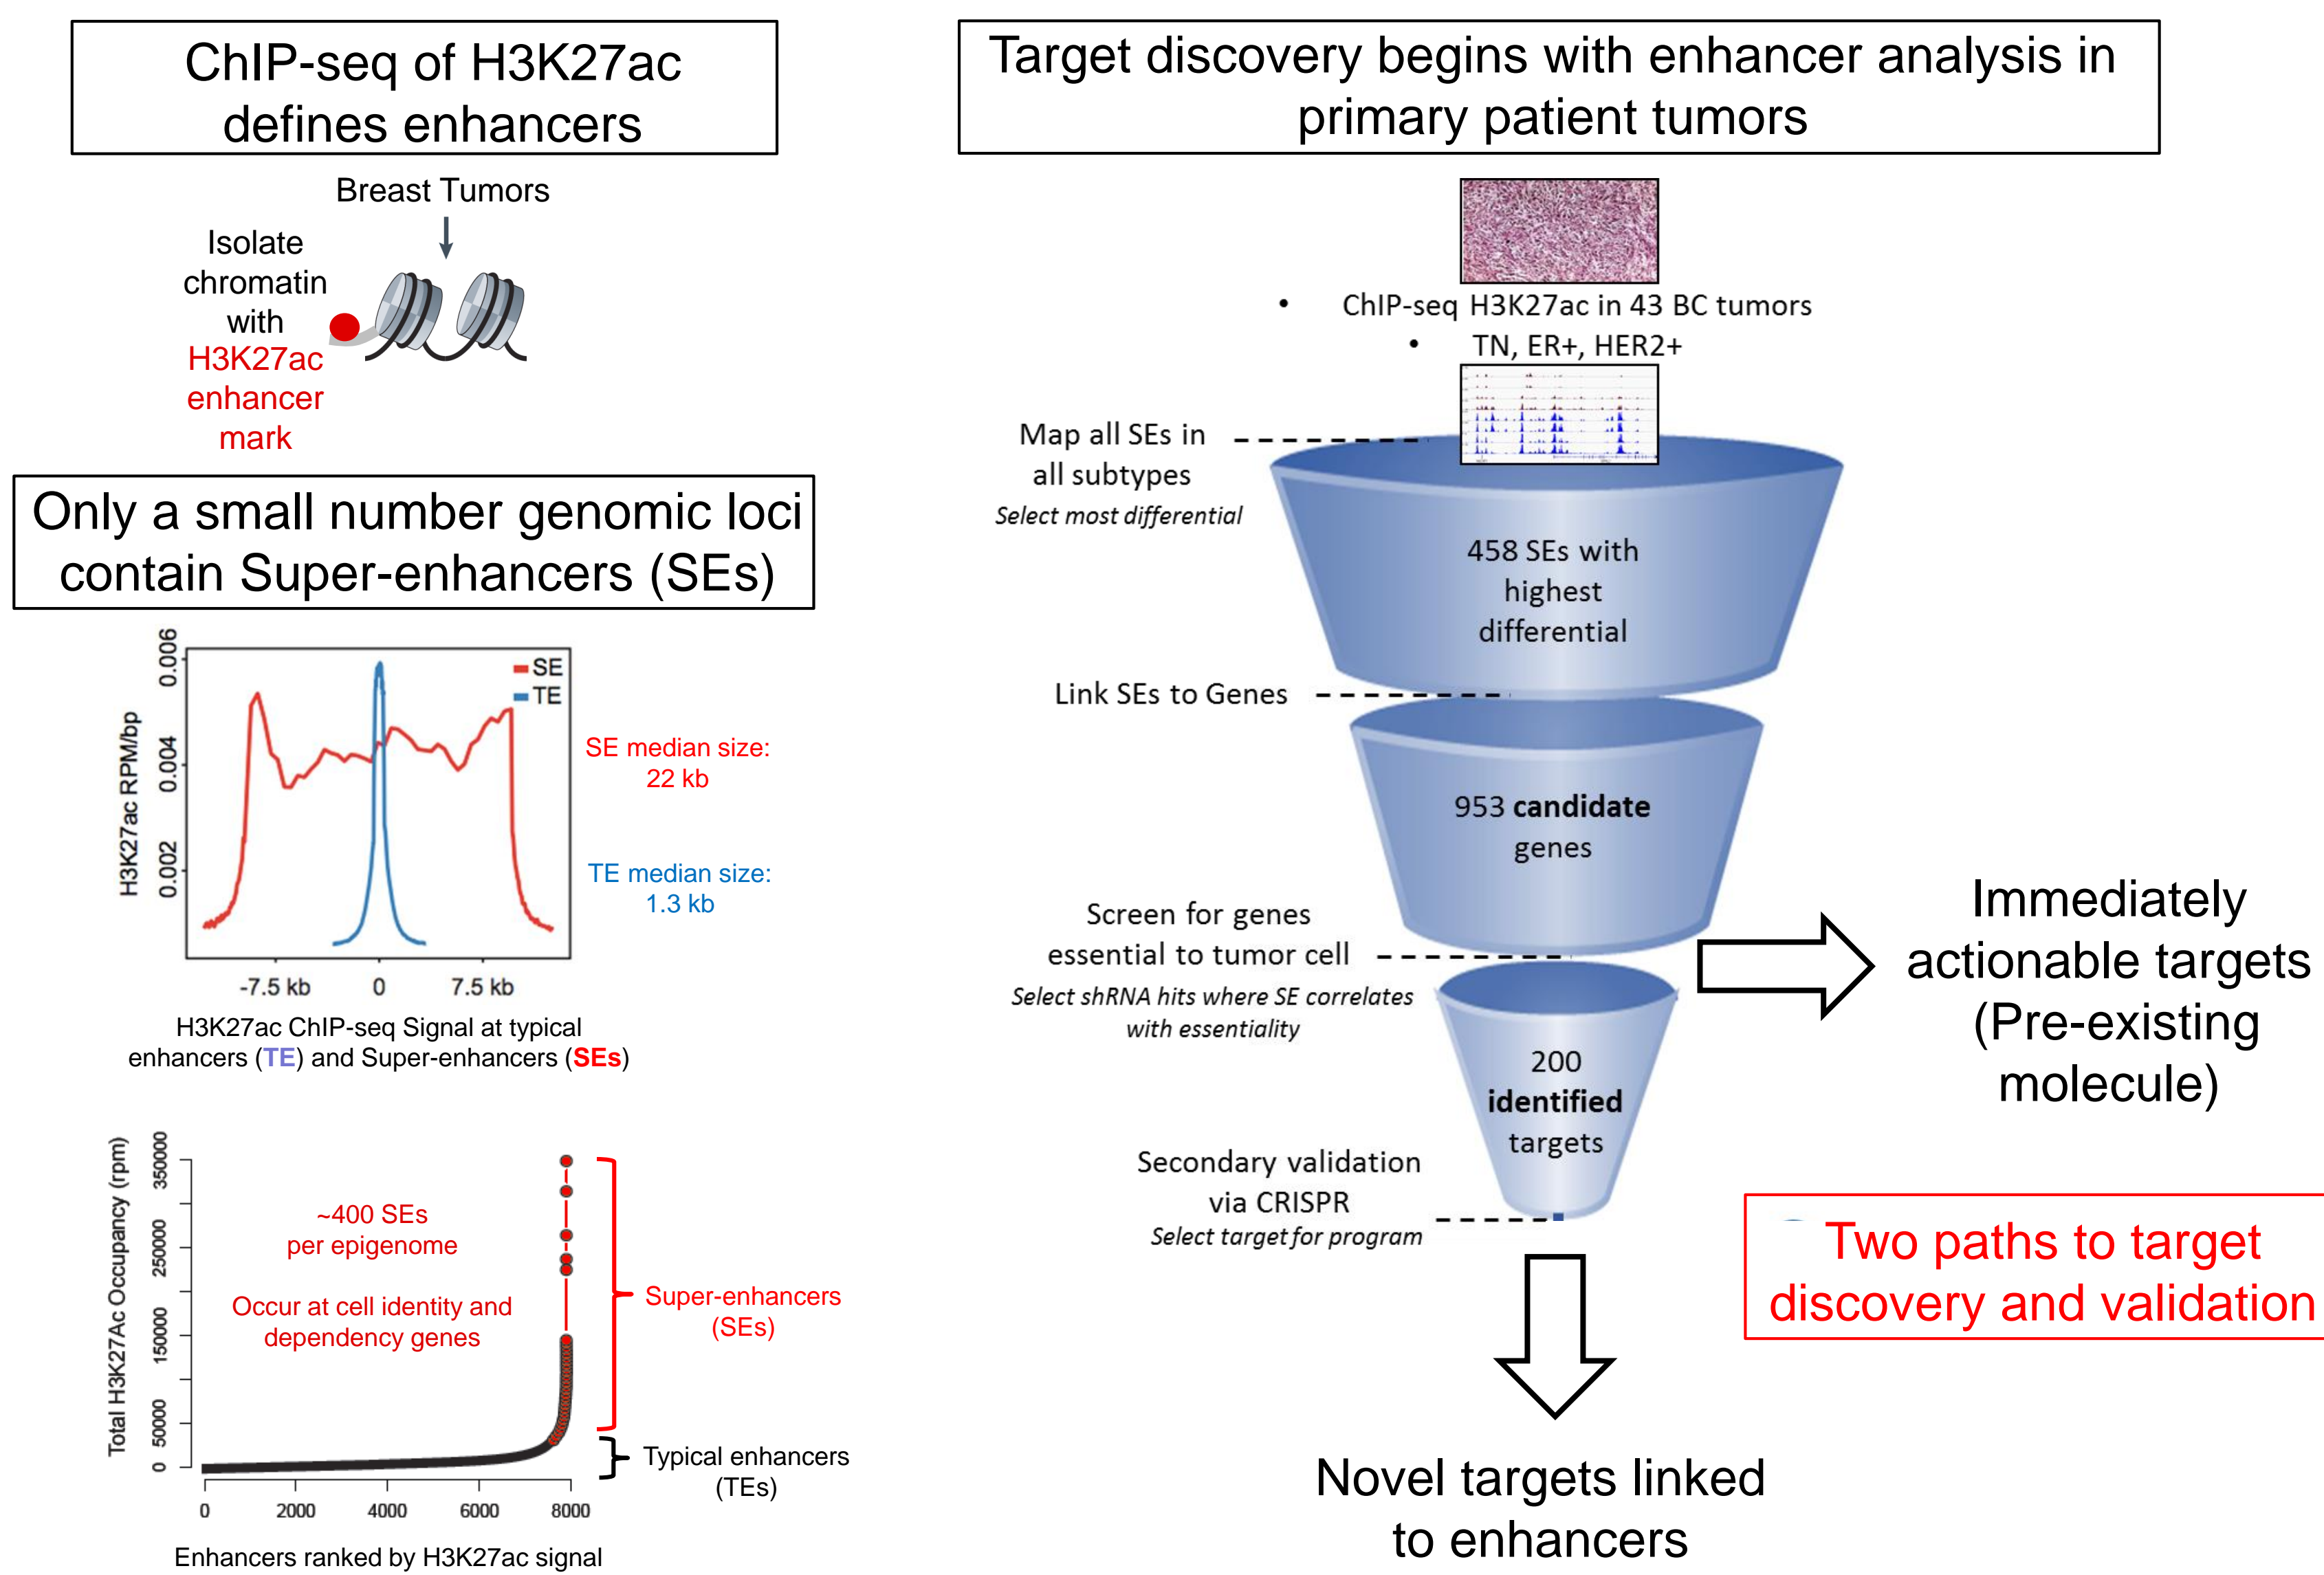 ChIP-seq of H3K27ac
defines enhancers
Breast Tumors
Isolate
chromatin
with
H3K27ac
enhancer
mark
Only a small number genomic loci
contain Super-enhancers (SEs)
H3K27ac RPM/bp
0.006
0.004
0.002
SE
TE
-7.5 kb
0
7.5 kb
SE median size:
22 kb
TE median size:
1.3 kb
H3K27ac ChIP-seq Signal at typical
enhancers (TE) and Super-enhancers (SEs)
Total H3K27Ac Occupancy (rpm)
350000
250000
150000
50000
0
~400 SEs
per epigenome
Occur at cell identity and
dependency genes
Super-enhancers
(SEs)
Typical enhancers
(TEs)
0
2000
4000
6000
8000
Enhancers ranked by H3K27ac signal
Target discovery begins with enhancer analysis in
primary patient tumors
• ChIP-seq H3K27ac in 43 BC tumors
• TN, ER+, HER2+
Map all SEs in
all subtypes
Select most differential
458 SEs with
highest
differential
Link SEs to Genes
953 candidate
genes
Screen for genes
essential to tumor cell
Select shRNA hits where SE correlates
with essentiality
200
identified
targets
Secondary validation
via CRISPR
Select target for program
Immediately
actionable targets
(Pre-existing
molecule)
Two paths to target
discovery and validation
Novel targets linked
to enhancers